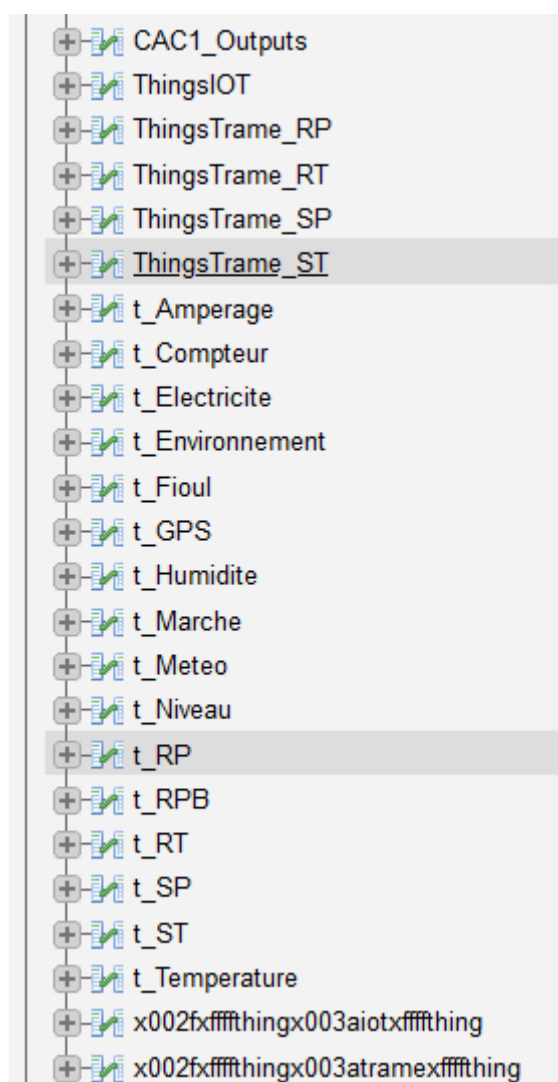 CAC1_Outputs
ThingsIOT
ThingsTrame_RP
ThingsTrame_RT
ThingsTrame_SP
ThingsTrame_ST
t_Amperage
t_Compteur
t_Electricite
t_Environnement
t_Fioul
t_GPS
t_Humidite
t_Marche
t_Meteo
t_Niveau
t_RP
t_RPB
t_RT
t_SP
t_ST
t_Temperature
x002fxffffthingx003aiotxffffthing
x002fxffffthingx003atramexffffthing